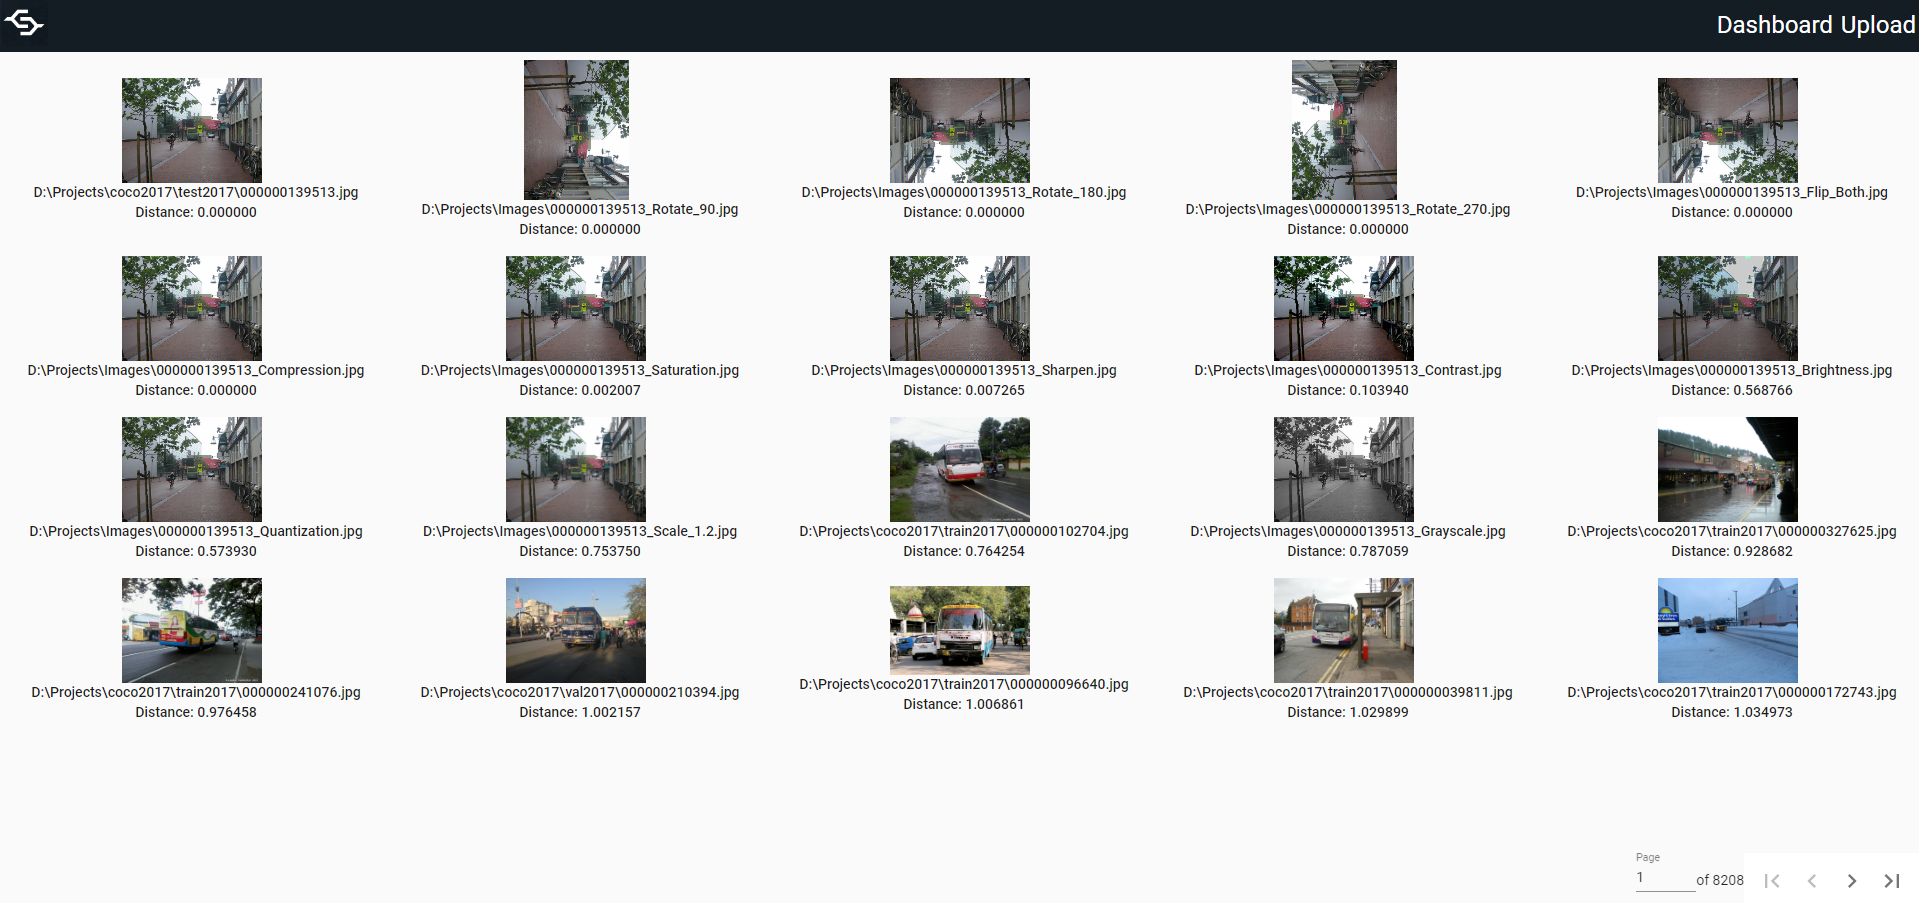 Dashboard Upload
D:\Projects\coco2017\test2017\000000139513.jpg
Distance: 0.000000
D:\Projects\Images\000000139513_Rotate_90.jpg
Distance: 0.000000
D:\Projects\Images\000000139513_Rotate_180.jpg
Distance: 0.000000
D:\Projects\Images\000000139513_Rotate_270.jpg
Distance: 0.000000
D:\Projects\Images\000000139513_Flip_Both.jpg
Distance: 0.000000
D:\Projects\Images\000000139513_Compression.jpg
Distance: 0.000000
D:\Projects\Images\000000139513_Saturation.jpg
Distance: 0.002007
D:\Projects\Images\000000139513_Sharpen.jpg
Distance: 0.007265
D:\Projects\Images\000000139513_Contrast.jpg
Distance: 0.103940
D:\Projects\Images\000000139513_Brightness.jpg
Distance: 0.568766
D:\Projects\Images\000000139513_Quantization.jpg
Distance: 0.573930
D:\Projects\Images\000000139513_Scale_1.2.jpg
Distance: 0.753750
D:\Projects\coco2017\train2017\000000102704.jpg
Distance: 0.764254
D:\Projects\Images\000000139513_Grayscale.jpg
Distance: 0.787059
D:\Projects\coco2017\train2017\000000327625.jpg
Distance: 0.928682
D:\Projects\coco2017\train2017\000000241076.jpg
Distance: 0.976458
D:\Projects\coco2017\val2017\000000210394.jpg
Distance: 1.002157
D:\Projects\coco2017\train2017\000000096640.jpg
Distance: 1.006861
D:\Projects\coco2017\train2017\000000039811.jpg
Distance: 1.029899
D:\Projects\coco2017\train2017\000000172743.jpg
Distance: 1.034973
Page
1 of 8208